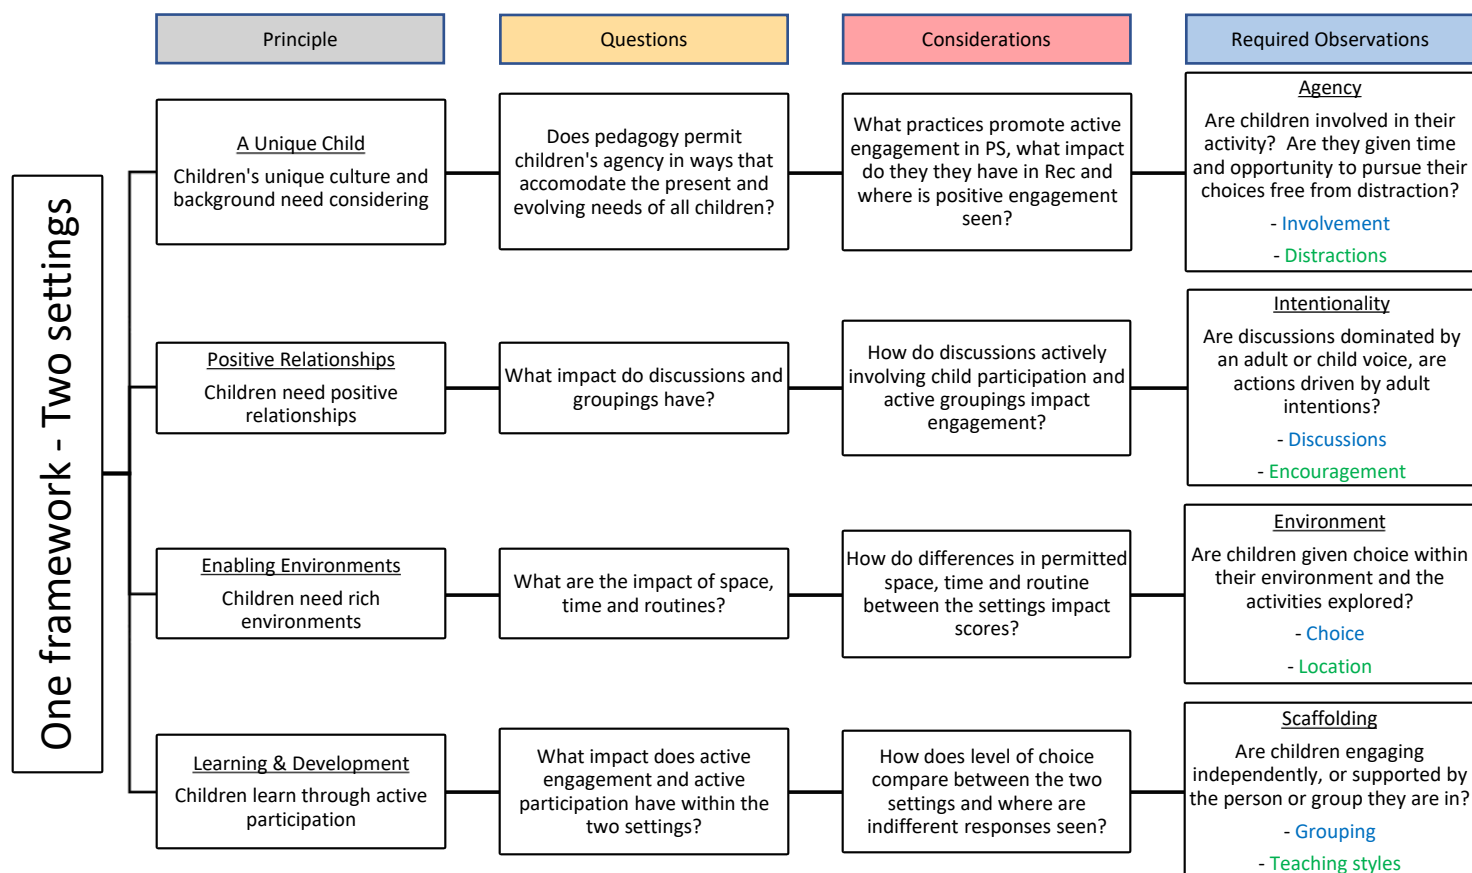 Principle
Questions
Considerations
Required Observations
One framework - Two settings
A Unique Child
Children's unique culture and
background need considering
Does pedagogy permit
children's agency in ways that
accomodate the present and
evolving needs of all children?
What practices promote active
engagement in PS, what impact
do they they have in Rec and
where is positive engagement
seen?
Agency
Are children involved in their
activity?  Are they given time
and opportunity to pursue their
choices free from distraction?
- Involvement
- Distractions
Positive Relationships
Children need positive
relationships
What impact do discussions and
groupings have?
How do discussions actively
involving child participation and
active groupings impact
engagement?
Intentionality
Are discussions dominated by
an adult or child voice, are
actions driven by adult
intentions?
- Discussions
- Encouragement
Enabling Environments
Children need rich
environments
What are the impact of space,
time and routines?
How do differences in permitted
space, time and routine
between the settings impact
scores?
Environment
Are children given choice within
their environment and the
activities explored?
- Choice
- Location
Learning & Development
Children learn through active
participation
What impact does active
engagement and active
participation have within the
two settings?
How does level of choice
compare between the two
settings and where are
indifferent responses seen?
Scaffolding
Are children engaging
independently, or supported by
the person or group they are in?
- Grouping
- Teaching styles